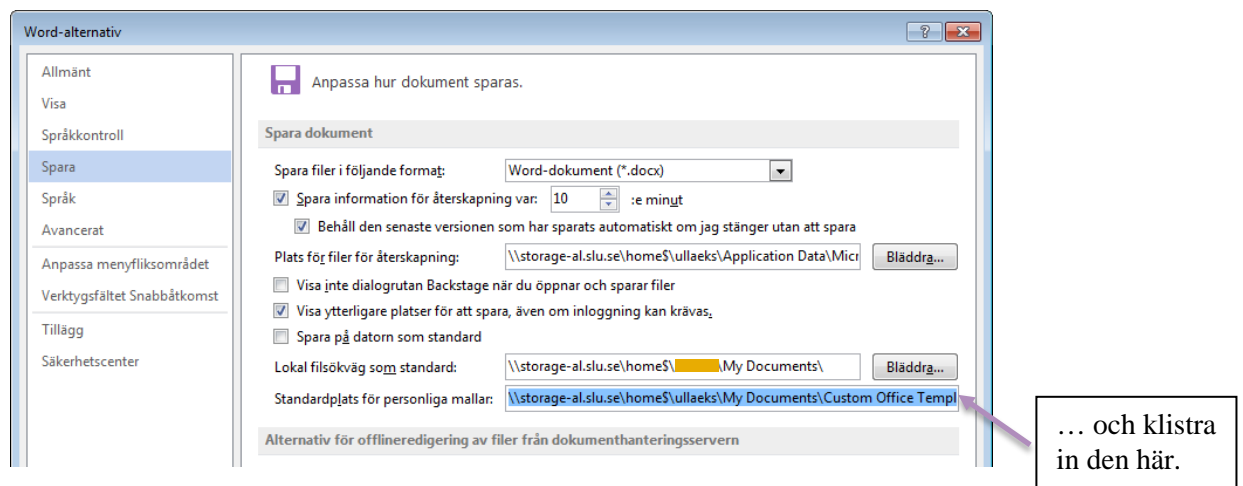 Word-alternativ
Allmänt
Visa
Språkkontroll
Spara
Språk
Avancerat
Anpassa menyfliksområdet
Verktygsfältet Snabbåtkomst
Tillägg
Säkerhetscenter
Anpassa hur dokument sparas.
Spara dokument
Spara filer i följande format: Word-dokument (*.docx)
Spara information för återskapning var: 10 :e minut
Behåll den senaste versionen som har sparats automatiskt om jag stänger utan att spara
Plats för filer för återskapning: \\storage-al.slu.se\home$\ullaeks\Application Data\Micr Bläddra...
Visa inte dialogrutan Backstage när du öppnar och sparar filer
Visa ytterligare platser för att spara, även om inloggning kan krävas.
Spara på datorn som standard
Lokal filsökväg som standard: \\storage-al.slu.se\home$\ \My Documents\ Bläddra...
Standardplats för personliga mallar: \\storage-al.slu.se\home$\ullaeks\My Documents\Custom Office Templ
Alternativ för offlineredigering av filer från dokumenthanteringsservern
… och klistra
in den här.